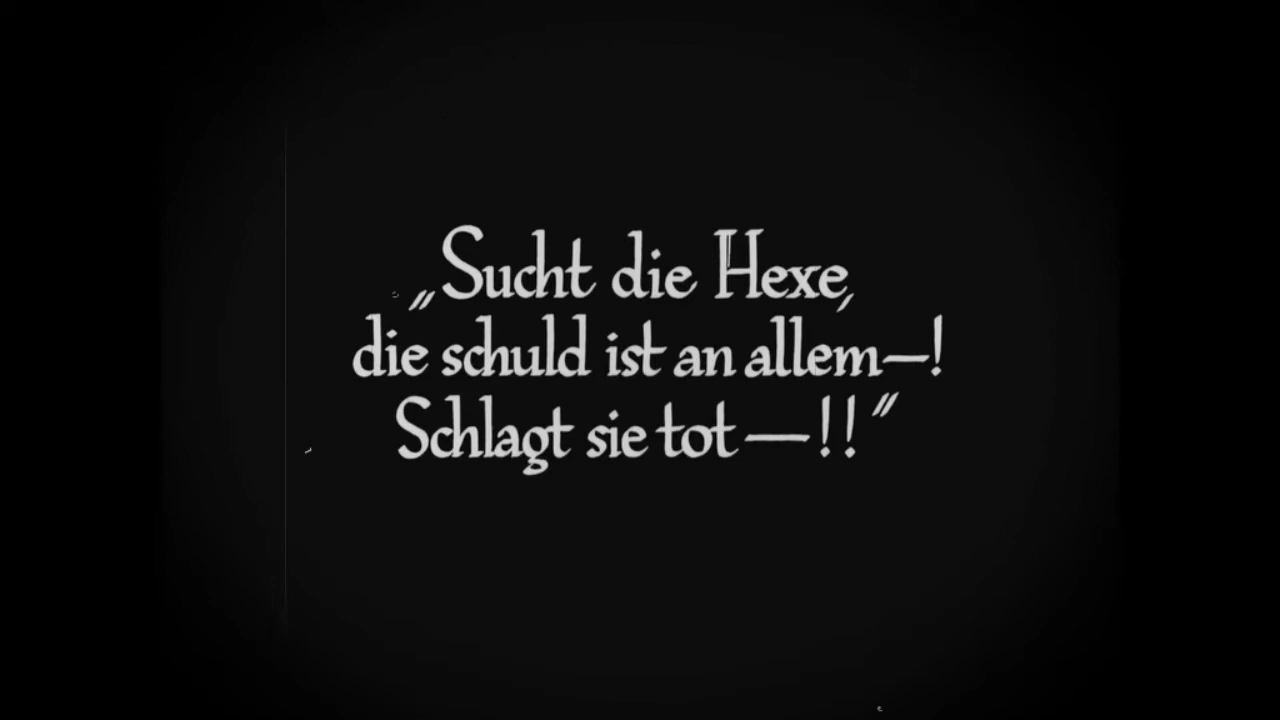 „Sucht die Hexe,
die schuld ist an allem—!
Schlagt sie tot—!!"